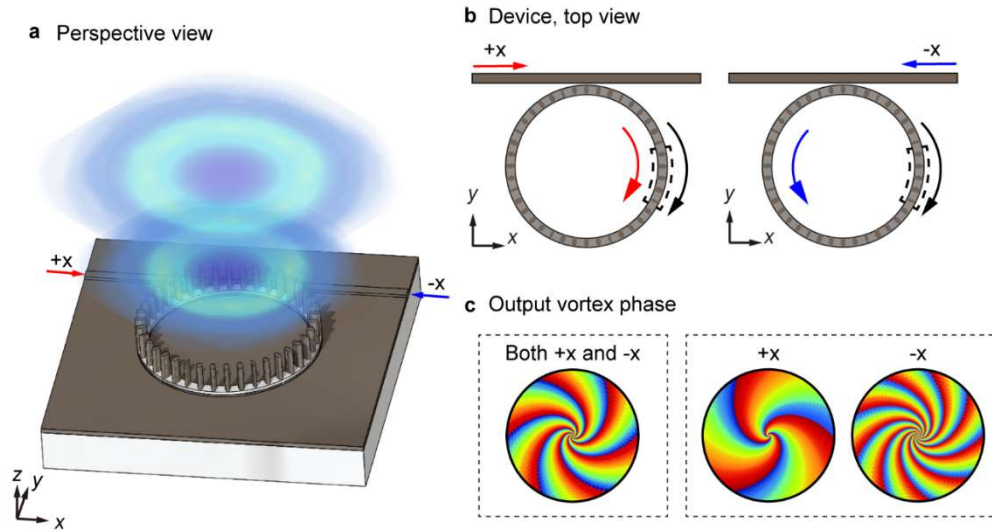 a Perspective view
+x
-x
z
y
x
b Device, top view
+x
-x
y
x
y
x
c Output vortex phase
Both +x and -x
+x
-x